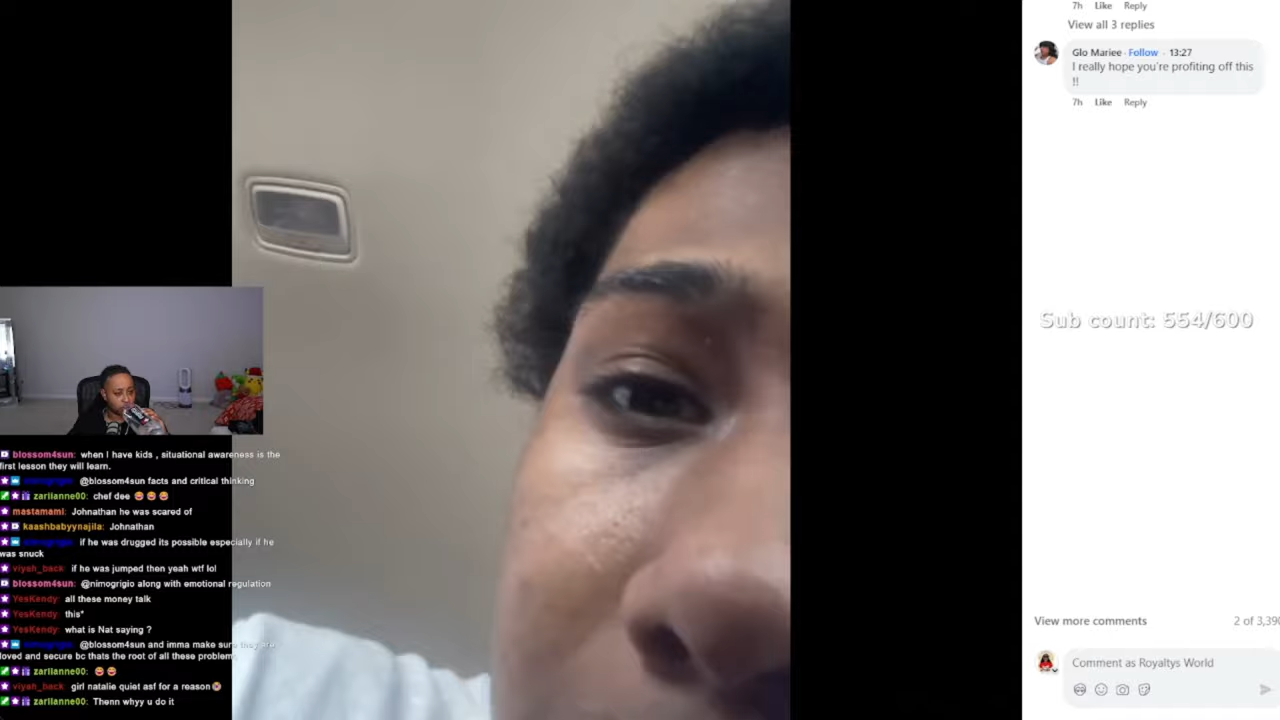 7h Like Reply
View all 3 replies
Glo Mariee · Follow · 13:27
I really hope you're profiting off this
!!
7h Like Reply
Sub count: 554/600
View more comments 2 of 3,390
Comment as Royaltys World
blossom4sun: when I have kids , situational awareness is the
first lesson they will learn.
nimogrigio: @blossom4sun facts and critical thinking
zariianne00: chef dee
mastamami: Johnathan he was scared of
kaashbabyynajila: Johnathan
nimogrigio: if he was drugged its possible especially if he
was snuck
viyah_back: if he was jumped then yeah wtf lol
blossom4sun: @nimogrigio along with emotional regulation
YesKendy: all these money talk
YesKendy: this*
YesKendy: what is Nat saying ?
nimogrigio: @blossom4sun and imma make sure they are
loved and secure bc thats the root of all these problem
zariianne00:
viyah_back: girl natalie quiet asf for a reason
zariianne00: Thenn whyy u do it